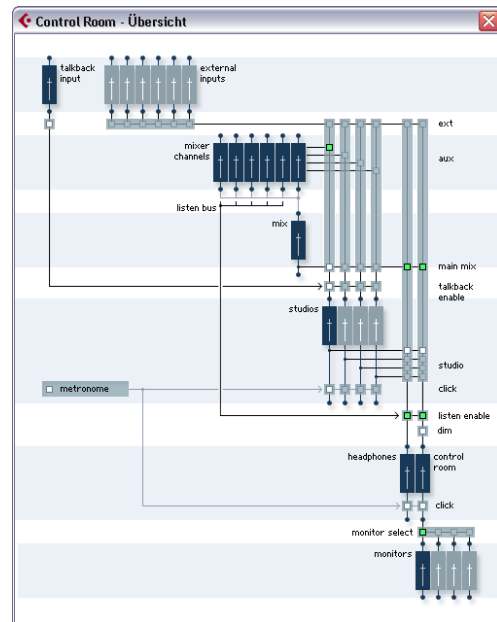 Control Room - Übersicht
talkback
input
external
inputs
ext
mixer
channels
aux
listen bus
mix
main mix
talkback
enable
studios
studio
metronome
click
listen enable
dim
headphones
control
room
click
monitor select
monitors